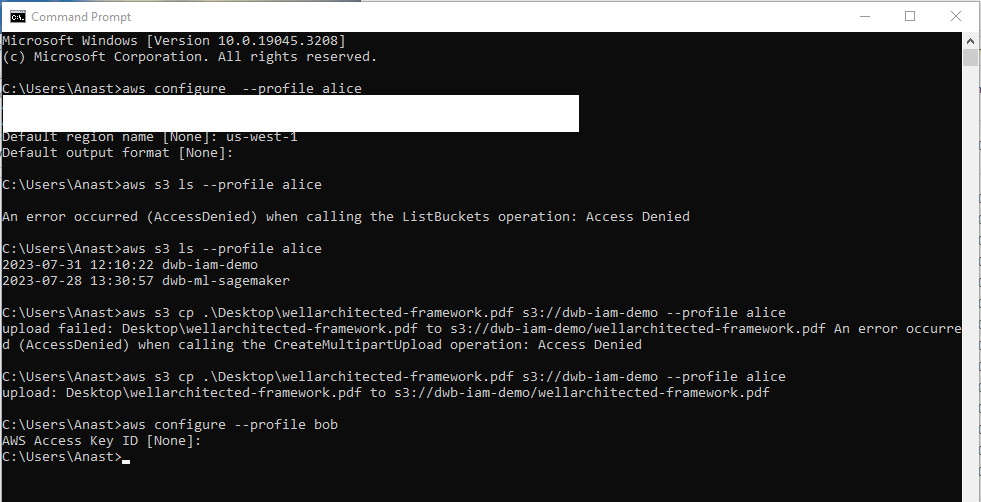 Command Prompt
Microsoft Windows [Version 10.0.19045.3208]
(c) Microsoft Corporation. All rights reserved.
C:\Users\Anast>aws configure  --profile alice
Default region name [None]: us-west-1
Default output format [None]:
C:\Users\Anast>aws s3 ls --profile alice
An error occurred (AccessDenied) when calling the ListBuckets operation: Access Denied
C:\Users\Anast>aws s3 ls --profile alice
2023-07-31 12:10:22 dwb-iam-demo
2023-07-28 13:30:57 dwb-ml-sagemaker
C:\Users\Anast>aws s3 cp .\Desktop\wellarchitected-framework.pdf s3://dwb-iam-demo --profile alice
upload failed: Desktop\wellarchitected-framework.pdf to s3://dwb-iam-demo/wellarchitected-framework.pdf An error occurre
d (AccessDenied) when calling the CreateMultipartUpload operation: Access Denied
C:\Users\Anast>aws s3 cp .\Desktop\wellarchitected-framework.pdf s3://dwb-iam-demo --profile alice
upload: Desktop\wellarchitected-framework.pdf to s3://dwb-iam-demo/wellarchitected-framework.pdf
C:\Users\Anast>aws configure --profile bob
AWS Access Key ID [None]:
C:\Users\Anast>